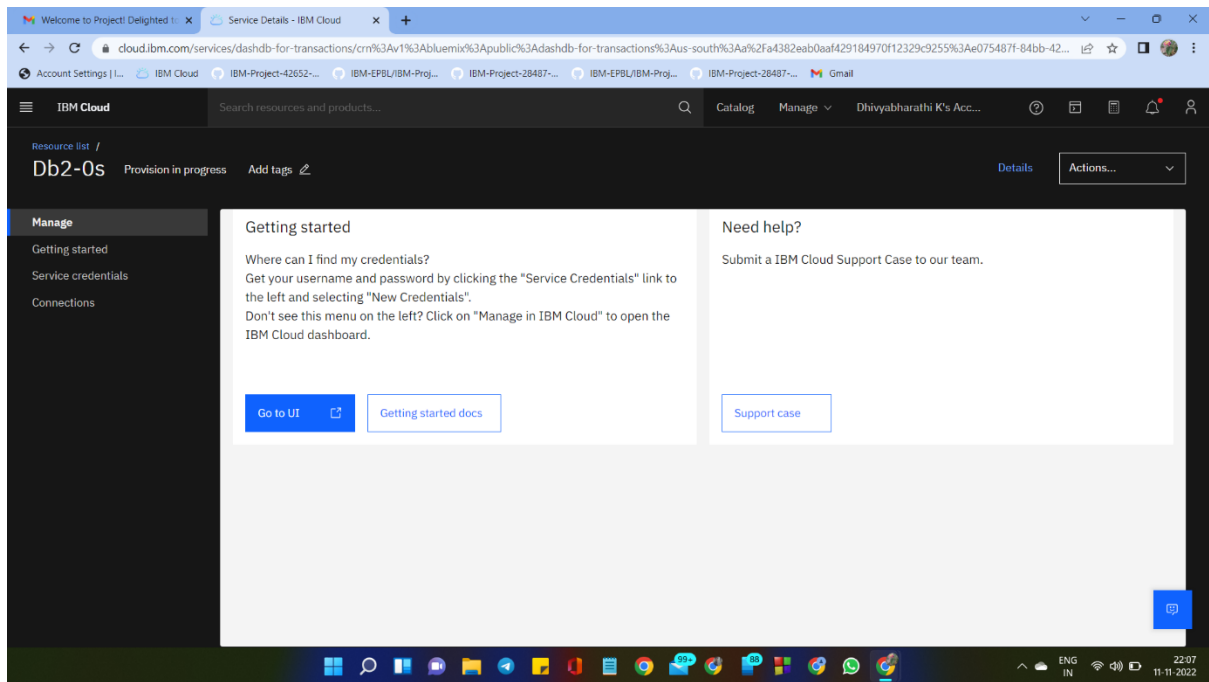 Welcome to Project! Delighted to
Service Details - IBM Cloud
cloud.ibm.com/services/dashdb-for-transactions/crn%3Av1%3Abluemix%3Apublic%3Adashdb-for-transactions%3Aus-south%3Aa%2Fa4382eab0aaf429184970f12329c9255%3Ae075487f-84bb-42...
Account Settings | I... IBM Cloud IBM-Project-42652-... IBM-EPBL/IBM-Proj... IBM-Project-28487-... IBM-EPBL/IBM-Proj... IBM-Project-28487-... Gmail
IBM Cloud
Search resources and products...
Catalog Manage Dhivyabharathi K's Acc...
Resource list /
Db2-0s Provision in progress Add tags
Details
Actions...
Manage
Getting started
Service credentials
Connections
Getting started
Where can I find my credentials?
Get your username and password by clicking the "Service Credentials" link to
the left and selecting "New Credentials".
Don't see this menu on the left? Click on "Manage in IBM Cloud" to open the
IBM Cloud dashboard.
Go to UI
Getting started docs
Need help?
Submit a IBM Cloud Support Case to our team.
Support case
99+
88
ENG
IN
22:07
11-11-2022